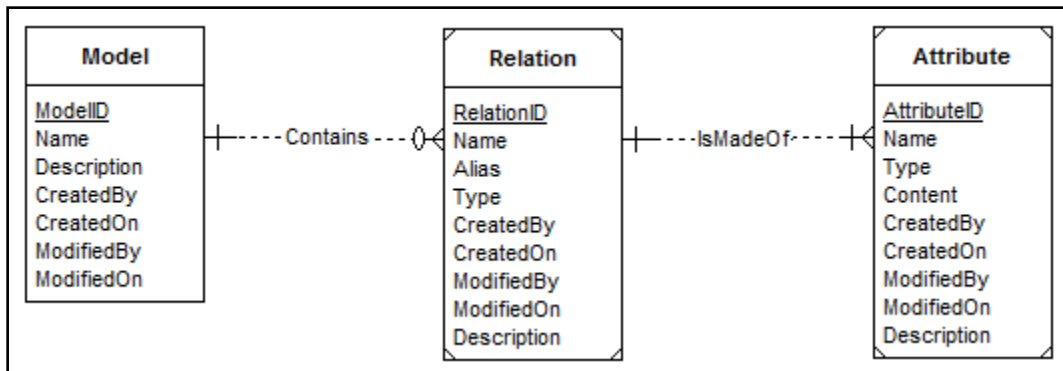 Model
ModelID
Name
Description
CreatedBy
CreatedOn
ModifiedBy
ModifiedOn
Contains
Relation
RelationID
Name
Alias
Type
CreatedBy
CreatedOn
ModifiedBy
ModifiedOn
Description
IsMadeOf
Attribute
AttributeID
Name
Type
Content
CreatedBy
CreatedOn
ModifiedBy
ModifiedOn
Description